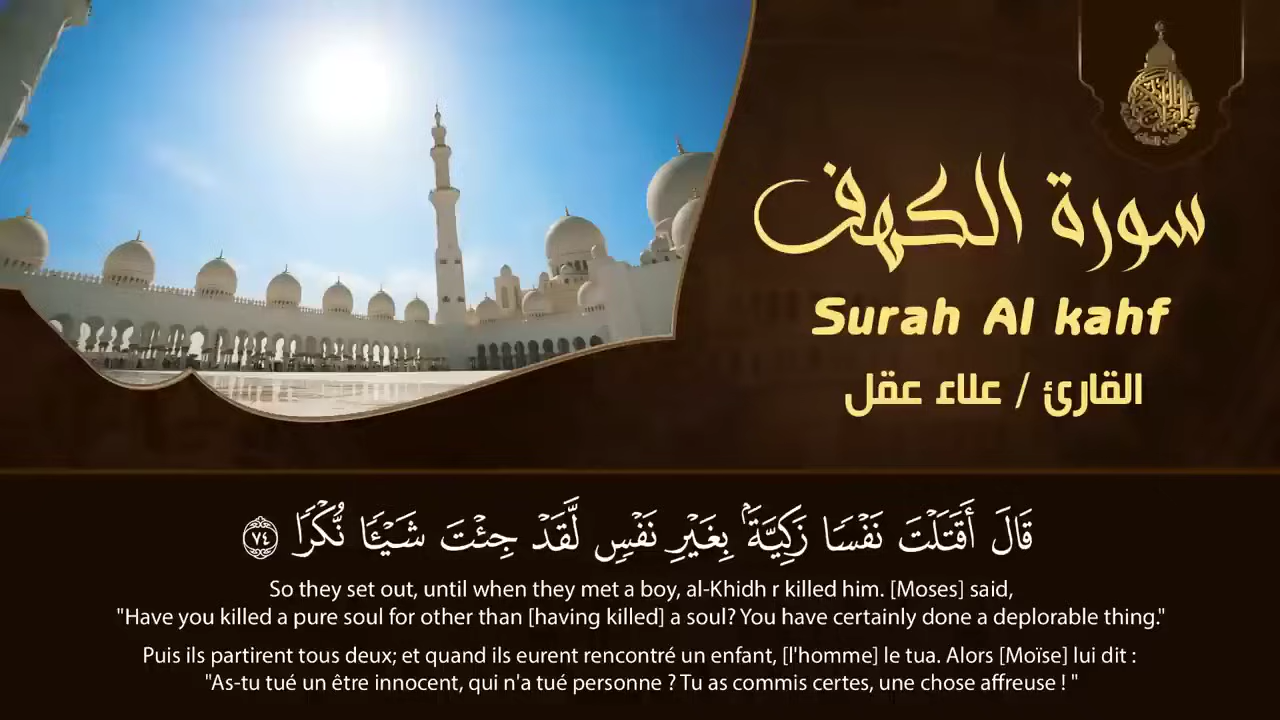 سورة الكهف
Surah Al kahf
القارئ / علاء عقل
قَالَ أَقَتَلْتَ نَفْسًا زَكِيَّةَۢ بِغَيْرِ نَفْسٍ لَّقَدْ جِئْتَ شَيْـًٔا نُّكْرًا ٧٤
So they set out, until when they met a boy, al-Khidh r killed him. [Moses] said,
"Have you killed a pure soul for other than [having killed] a soul? You have certainly done a deplorable thing."
Puis ils partirent tous deux; et quand ils eurent rencontré un enfant, [l'homme] le tua. Alors [Moïse] lui dit :
"As-tu tué un être innocent, qui n'a tué personne ? Tu as commis certes, une chose affreuse ! "